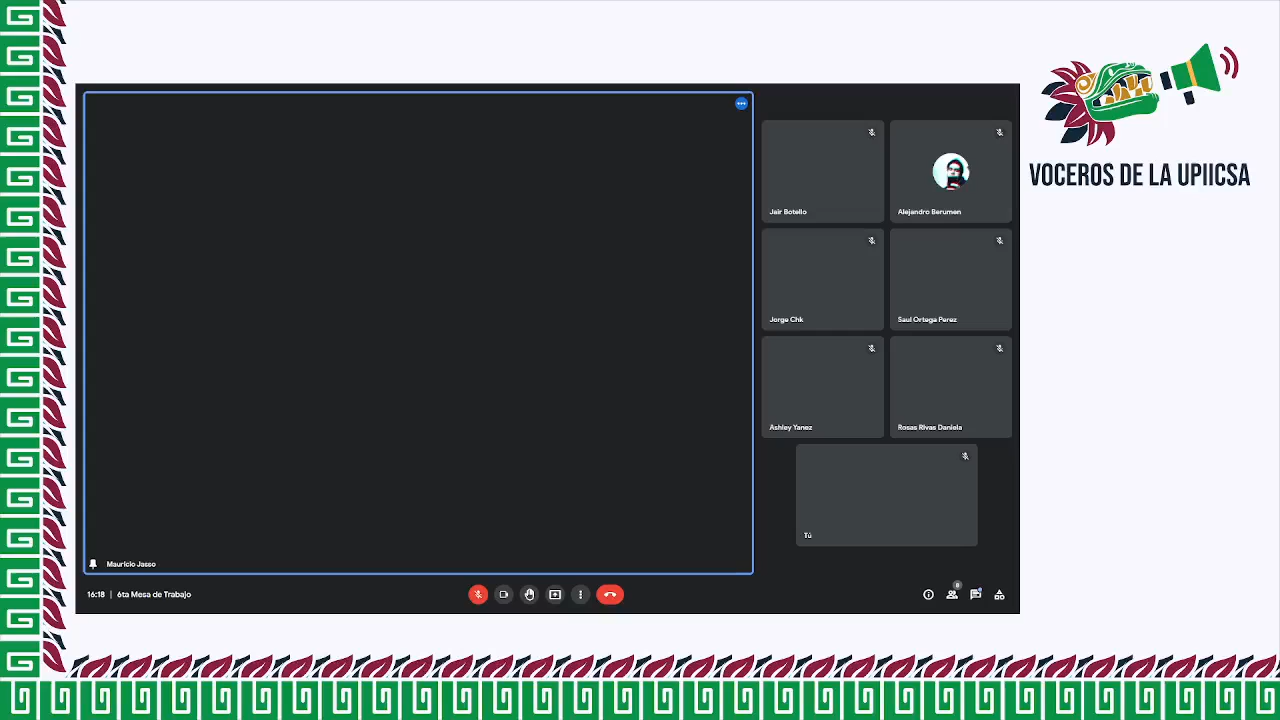 VOCEROS DE LA UPIICSA
Jair Botello
Alejandro Berumen
Jorge Chk
Saul Ortega Perez
Ashley Yanez
Rosas Rivas Daniela
Tú
Mauricio Jasso
16:18 | 6ta Mesa de Trabajo
8